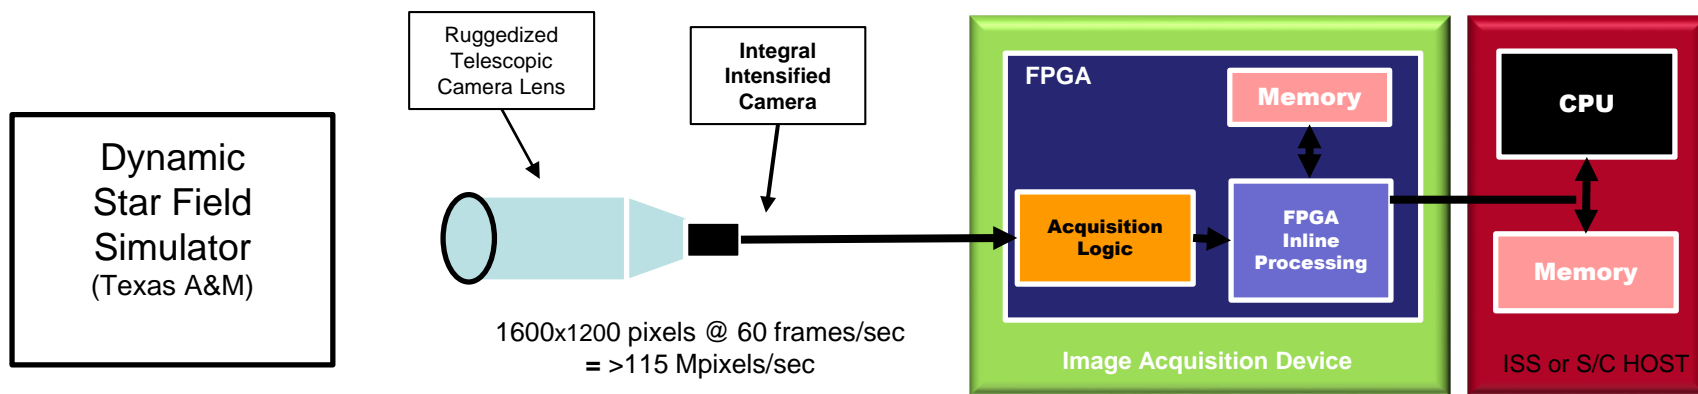 Dynamic
Star Field
Simulator
(Texas A&M)
Ruggedized
Telescopic
Camera Lens
Integral
Intensified
Camera
1600x1200 pixels @ 60 frames/sec
= >115 Mpixels/sec
FPGA
Memory
Acquisition
Logic
FPGA
Inline
Processing
Image Acquisition Device
CPU
Memory
ISS or S/C HOST